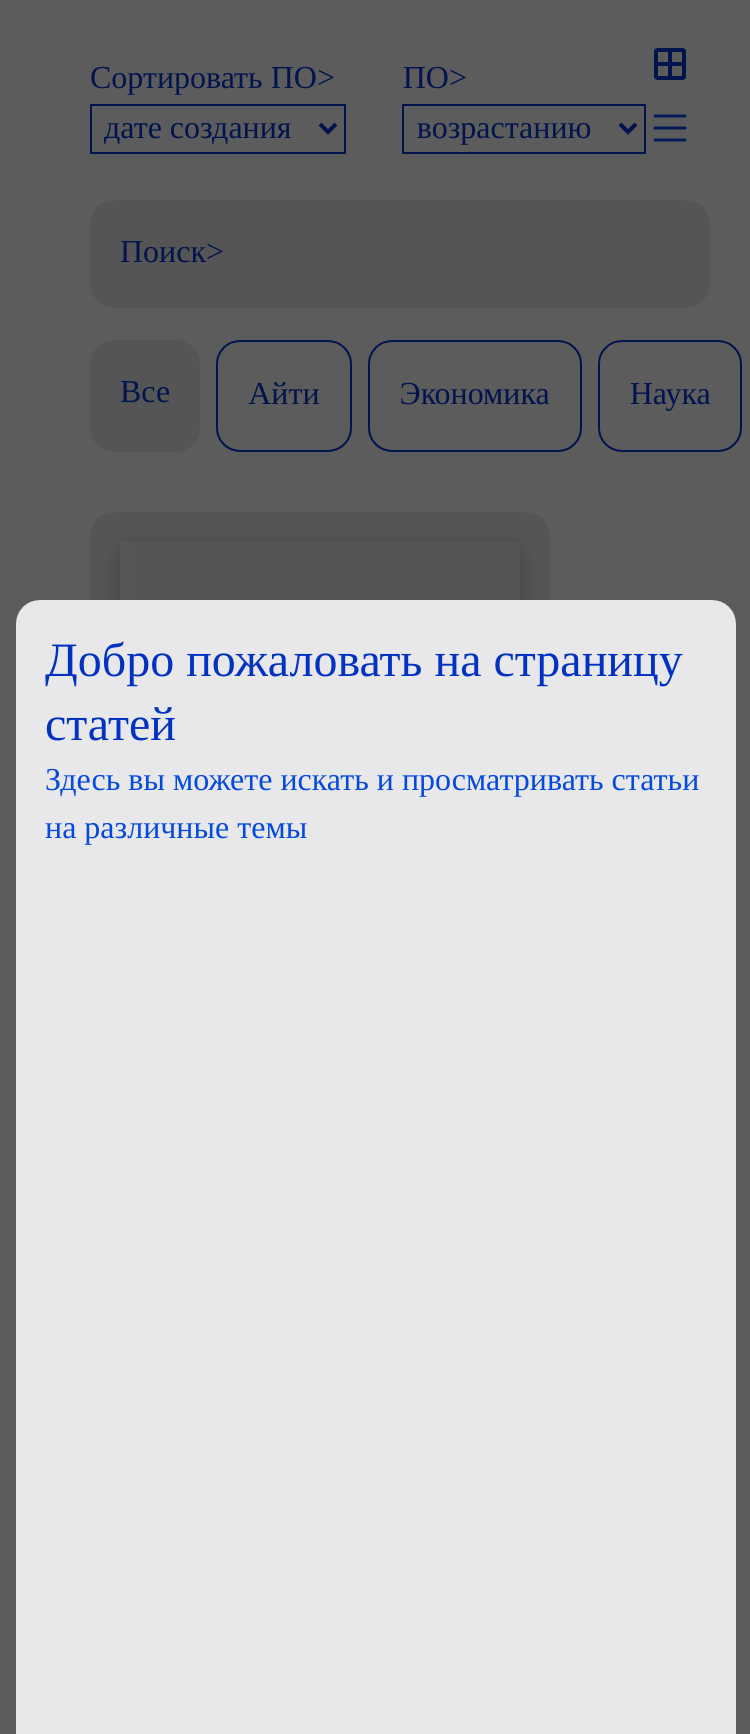 Сортировать ПО> ПО>
дате создания возрастанию
Поиск>
Все Айти Экономика Наука
Добро пожаловать на страницу
статей
Здесь вы можете искать и просматривать статьи
на различные темы